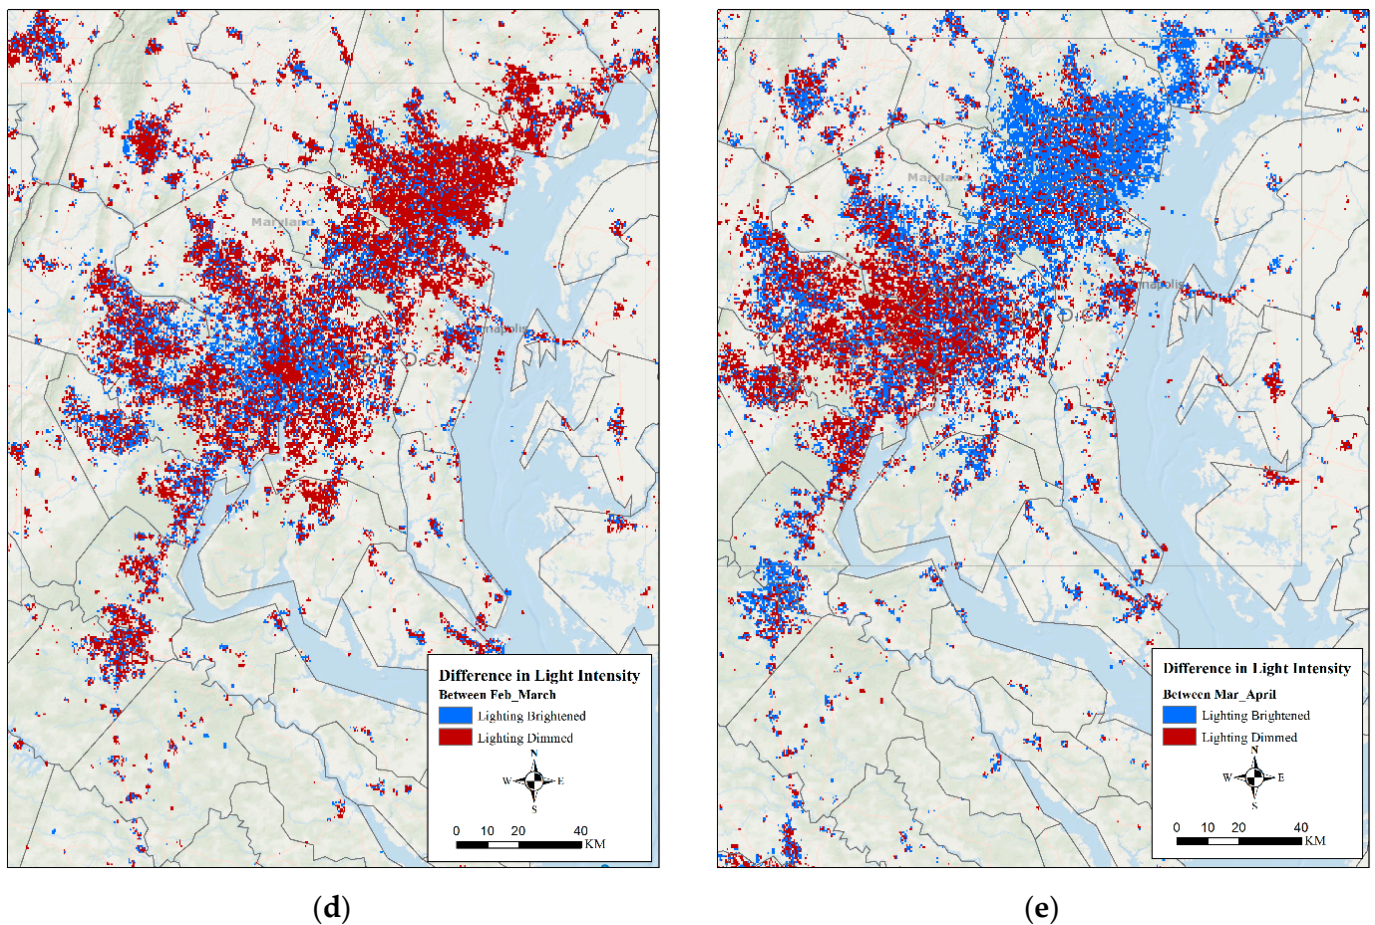 Maryland
Annapolis
D.C.
Difference in Light Intensity
Between Feb_March
Lighting Brightened
Lighting Dimmed
N
W E
S
0 10 20 40
KM
(d)
Maryland
nnapolis
D.C.
Difference in Light Intensity
Between Mar_April
Lighting Brightened
Lighting Dimmed
N
W E
S
0 10 20 40
KM
(e)